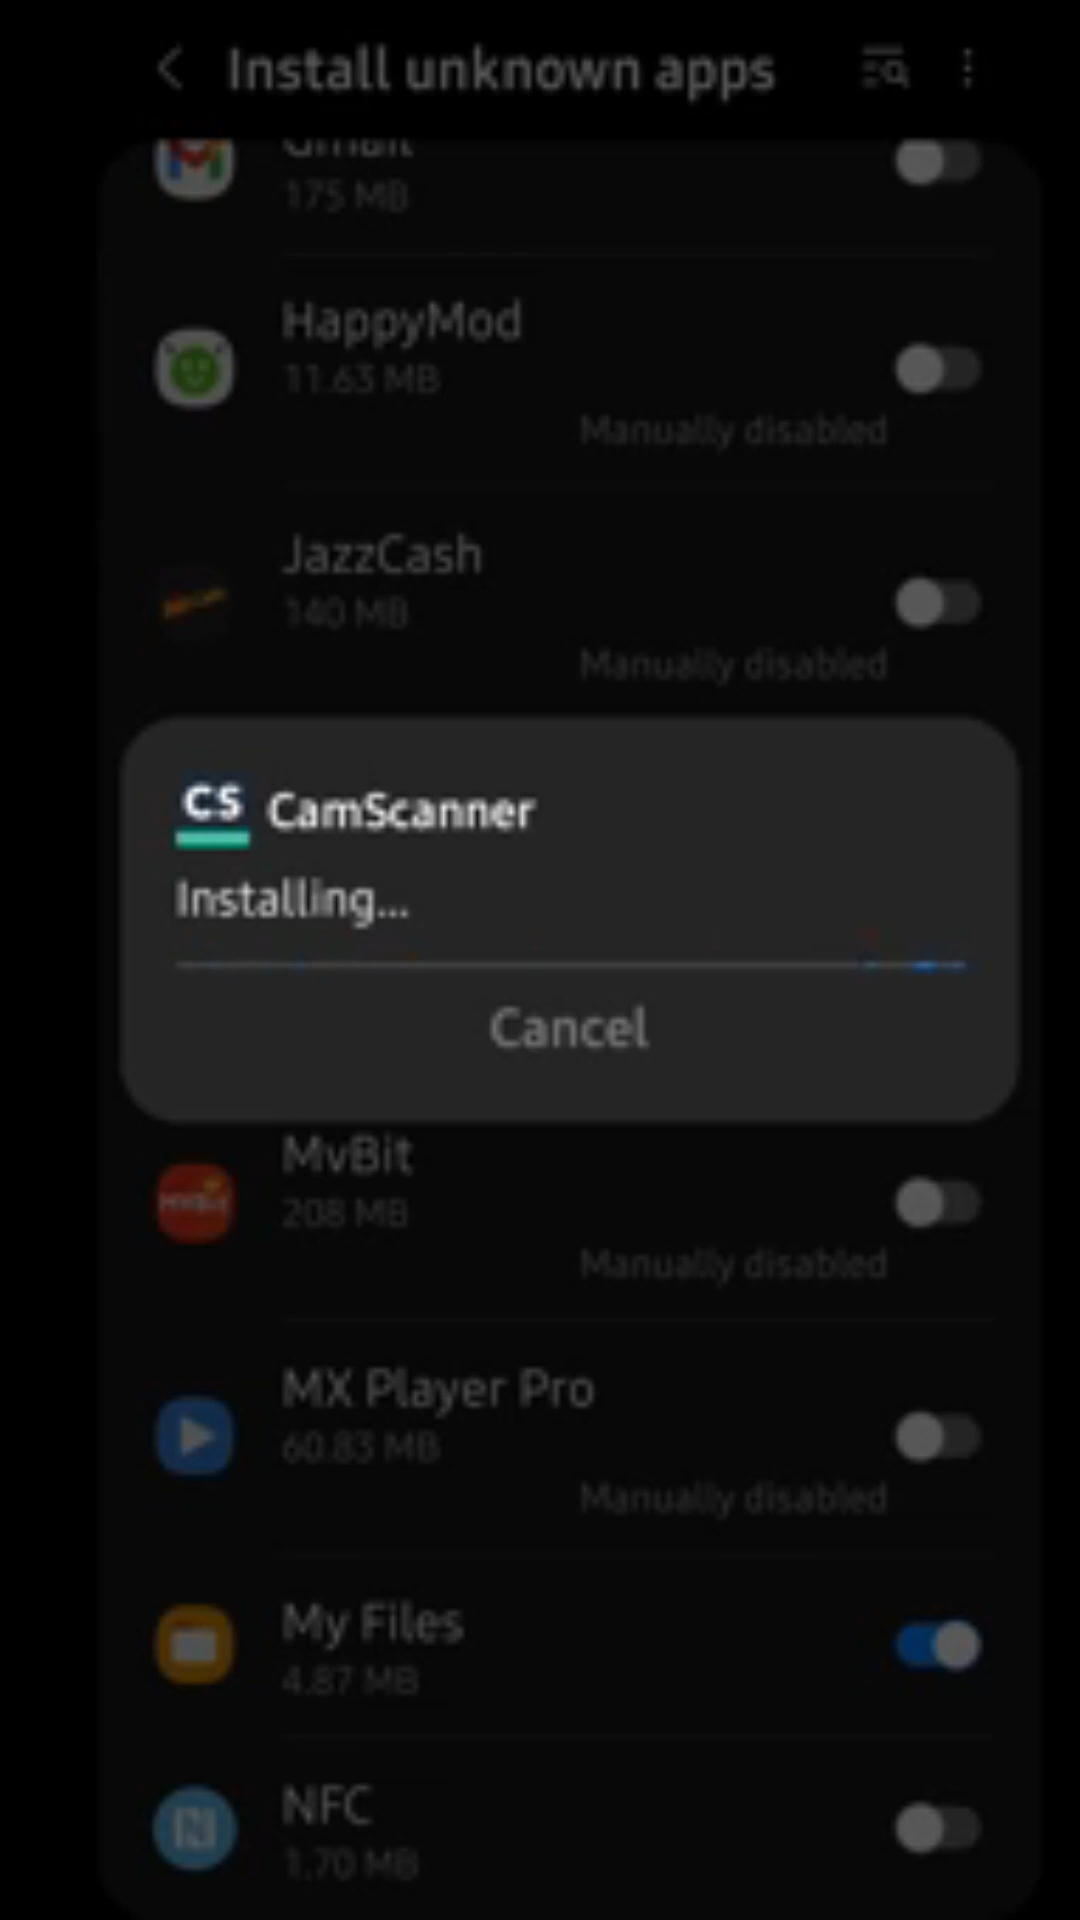 Install unknown apps
Gmail
175 MB
HappyMod
11.63 MB
Manually disabled
JazzCash
140 MB
Manually disabled
CS CamScanner
Installing...
Cancel
MvBit
208 MB
Manually disabled
MX Player Pro
60.83 MB
Manually disabled
My Files
4.87 MB
NFC
1.70 MB